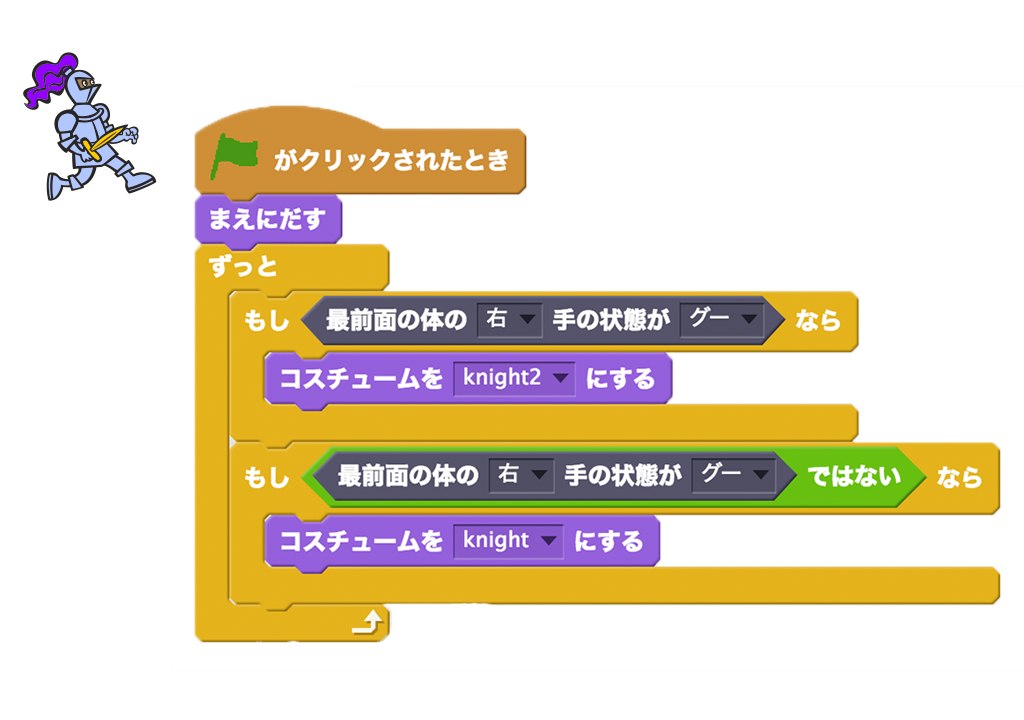 がクリックされたとき
まえにだす
ずっと
もし 最前面の体の 右 手の状態が グー なら
コスチュームを knight2 にする
もし 最前面の体の 右 手の状態が グー ではない なら
コスチュームを knight にする